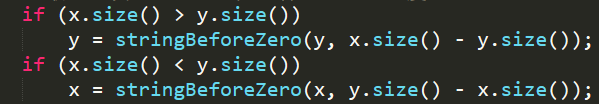 if (x.size() > y.size())
    y = stringBeforeZero(y, x.size() - y.size());
if (x.size() < y.size())
    x = stringBeforeZero(x, y.size() - x.size());